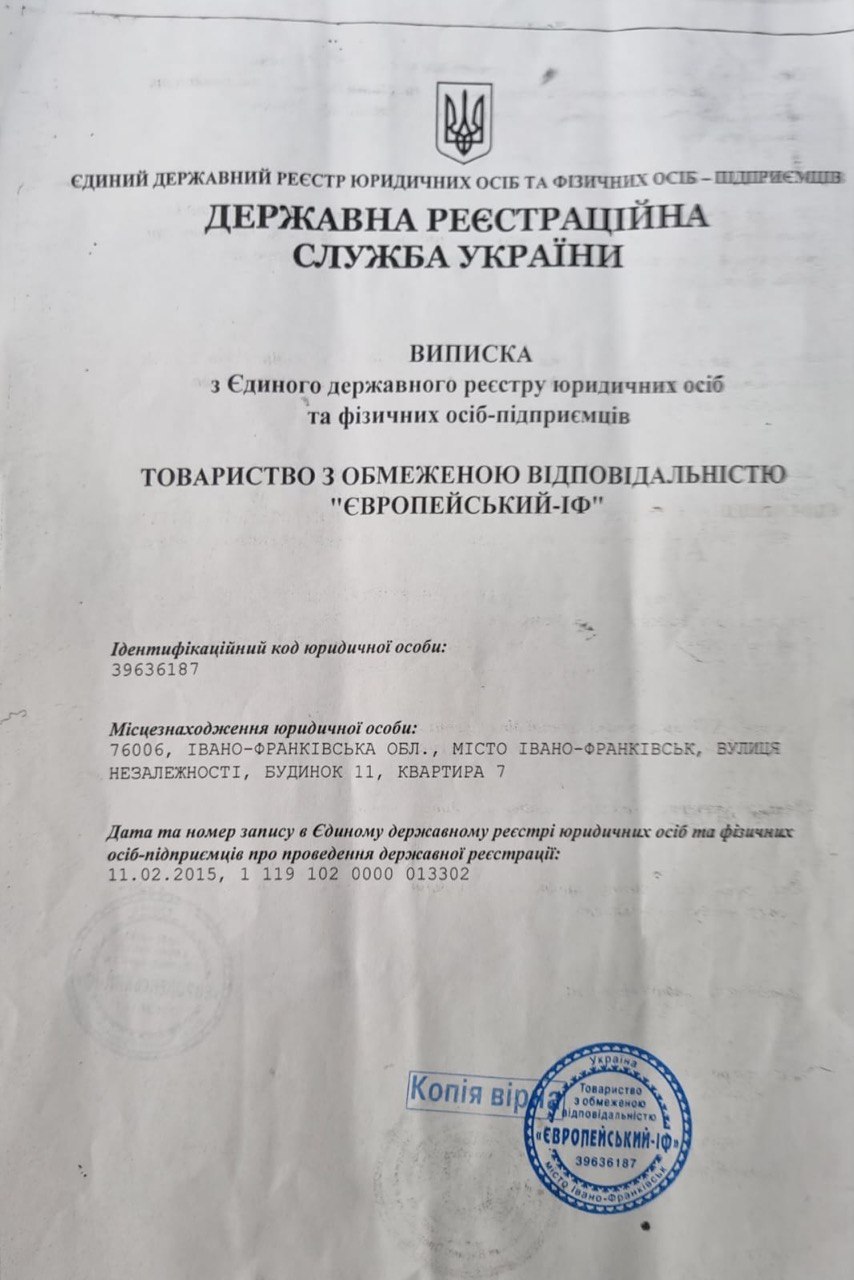 ЄДИНИЙ ДЕРЖАВНИЙ РЕЄСТР ЮРИДИЧНИХ ОСІБ ТА ФІЗИЧНИХ ОСІБ – ПІДПРИЄМЦІВ
ДЕРЖАВНА РЕЄСТРАЦІЙНА
СЛУЖБА УКРАЇНИ
ВИПИСКА
з Єдиного державного реєстру юридичних осіб
та фізичних осіб-підприємців
ТОВАРИСТВО З ОБМЕЖЕНОЮ ВІДПОВІДАЛЬНІСТЮ
"ЄВРОПЕЙСЬКИЙ-ІФ"
Ідентифікаційний код юридичної особи:
39636187
Місцезнаходження юридичної особи:
76006, ІВАНО-ФРАНКІВСЬКА ОБЛ., МІСТО ІВАНО-ФРАНКІВСЬК, ВУЛИЦЯ
НЕЗАЛЕЖНОСТІ, БУДИНОК 11, КВАРТИРА 7
Дата та номер запису в Єдиному державному реєстрі юридичних осіб та фізичних
осіб-підприємців про проведення державної реєстрації:
11.02.2015, 1 119 102 0000 013302
Копія вірна
Україна
Товариство
з обмеженою
відповідальністю
«ЄВРОПЕЙСЬКИЙ-ІФ»
39636187
місто Івано-Франківськ